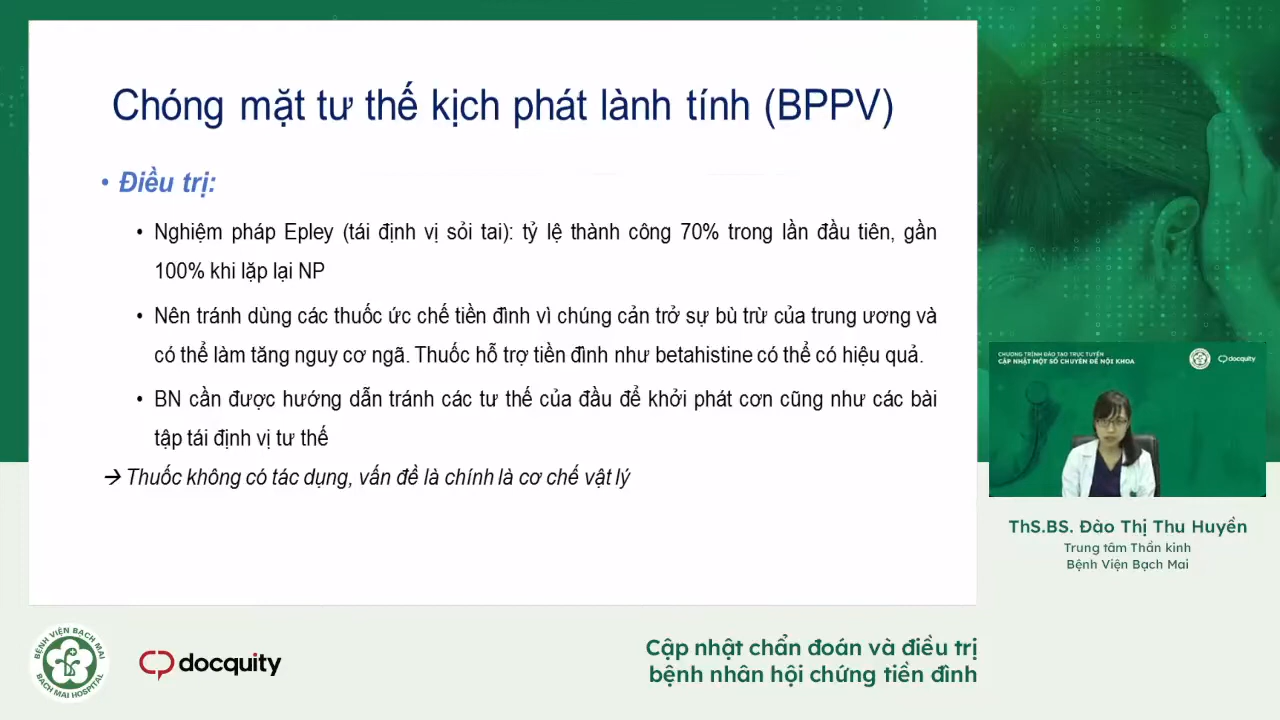 Chóng mặt tư thế kịch phát lành tính (BPPV)
• Điều trị:
• Nghiệm pháp Epley (tái định vị sỏi tai): tỷ lệ thành công 70% trong lần đầu tiên, gần
100% khi lặp lại NP
• Nên tránh dùng các thuốc ức chế tiền đình vì chúng cản trở sự bù trừ của trung ương và
có thể làm tăng nguy cơ ngã. Thuốc hỗ trợ tiền đình như betahistine có thể có hiệu quả.
• BN cần được hướng dẫn tránh các tư thế của đầu để khởi phát cơn cũng như các bài
tập tái định vị tư thế
→ Thuốc không có tác dụng, vấn đề là chính là cơ chế vật lý
CHƯƠNG TRÌNH ĐÀO TẠO TRỰC TUYẾN
CẬP NHẬT MỘT SỐ CHUYÊN ĐỀ NỘI KHOA
docquity
ThS.BS. Đào Thị Thu Huyền
Trung tâm Thần kinh
Bệnh Viện Bạch Mai
BỆNH VIỆN BẠCH MAI
BACH MAI HOSPITAL
docquity
Cập nhật chẩn đoán và điều trị
bệnh nhân hội chứng tiền đình